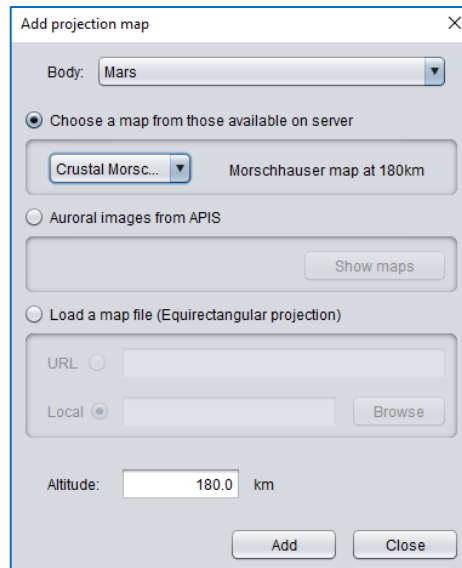 Add projection map
Body: Mars
Choose a map from those available on server
Crustal Morsc... Morschhauser map at 180km
Auroral images from APIS
Show maps
Load a map file (Equirectangular projection)
URL
Local Browse
Altitude: 180.0 km
Add Close